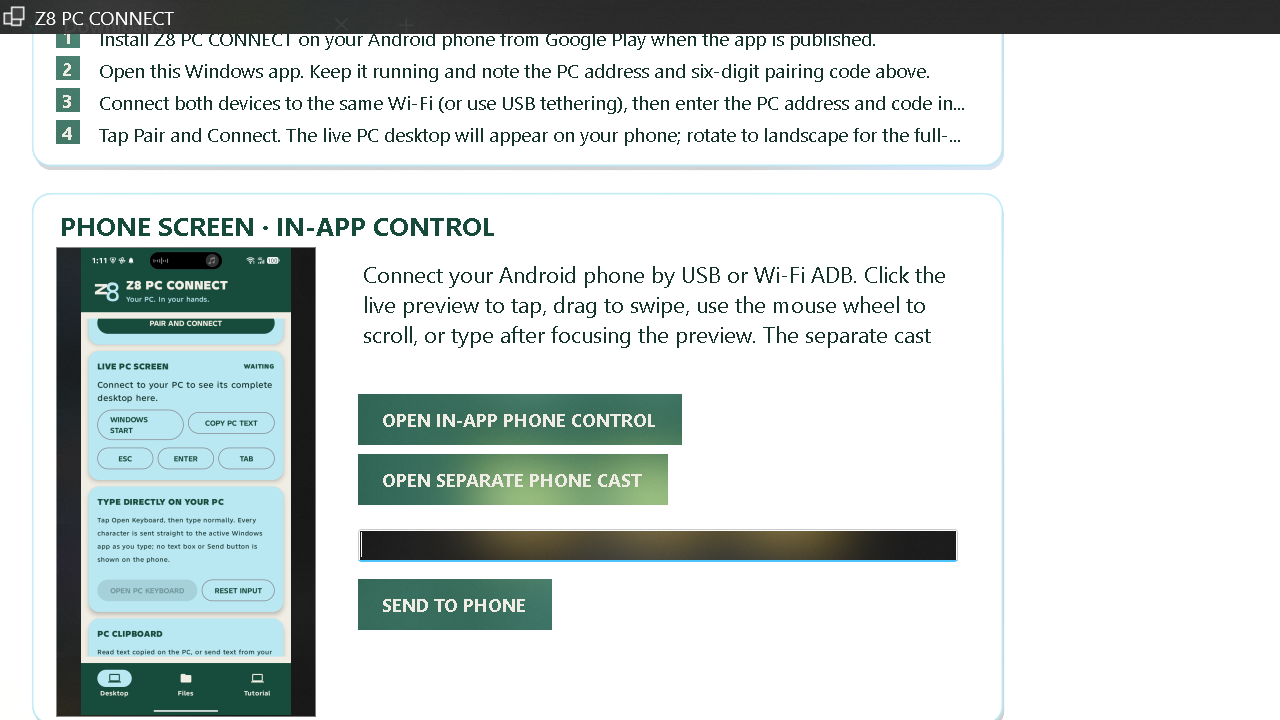 Z8 PC CONNECT
1 Install Z8 PC CONNECT on your Android phone from Google Play when the app is published.
2 Open this Windows app. Keep it running and note the PC address and six-digit pairing code above.
3 Connect both devices to the same Wi-Fi (or use USB tethering), then enter the PC address and code in...
4 Tap Pair and Connect. The live PC desktop will appear on your phone; rotate to landscape for the full-...
PHONE SCREEN · IN-APP CONTROL
1:11
100
Z8 PC CONNECT
Your PC. In your hands.
PAIR AND CONNECT
LIVE PC SCREEN WAITING
Connect to your PC to see its complete
desktop here.
WINDOWS
START
COPY PC TEXT
ESC ENTER TAB
TYPE DIRECTLY ON YOUR PC
Tap Open Keyboard, then type normally. Every
character is sent straight to the active Windows
app as you type; no text box or Send button is
shown on the phone.
OPEN PC KEYBOARD RESET INPUT
PC CLIPBOARD
Read text copied on the PC, or send text from your
Desktop Files Tutorial
Connect your Android phone by USB or Wi-Fi ADB. Click the
live preview to tap, drag to swipe, use the mouse wheel to
scroll, or type after focusing the preview. The separate cast
OPEN IN-APP PHONE CONTROL
OPEN SEPARATE PHONE CAST
SEND TO PHONE